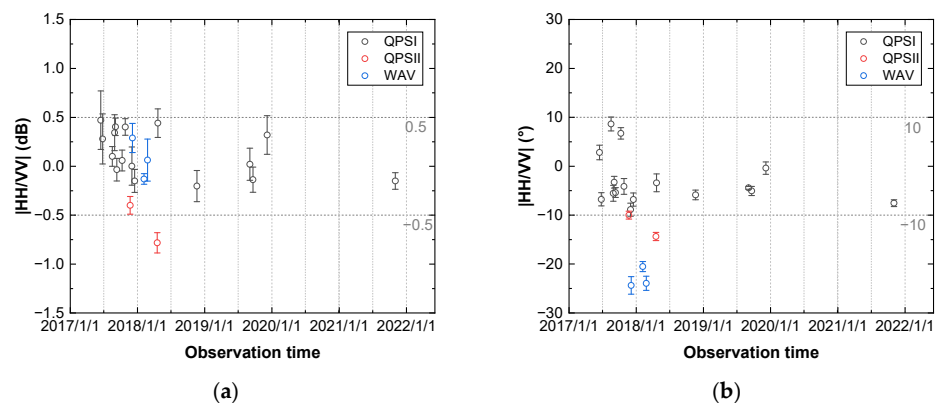 1.5
1.0
0.5
0.0
-0.5
-1.0
-1.5
|HH/VV| (dB)
QPSI
QPSII
WAV
0.5
−0.5
2017/1/1 2018/1/1 2019/1/1 2020/1/1 2021/1/1 2022/1/1
Observation time
(a)
30
20
10
0
-10
-20
-30
|HH/VV| (°)
QPSI
QPSII
WAV
10
−10
2017/1/1 2018/1/1 2019/1/1 2020/1/1 2021/1/1 2022/1/1
Observation time
(b)